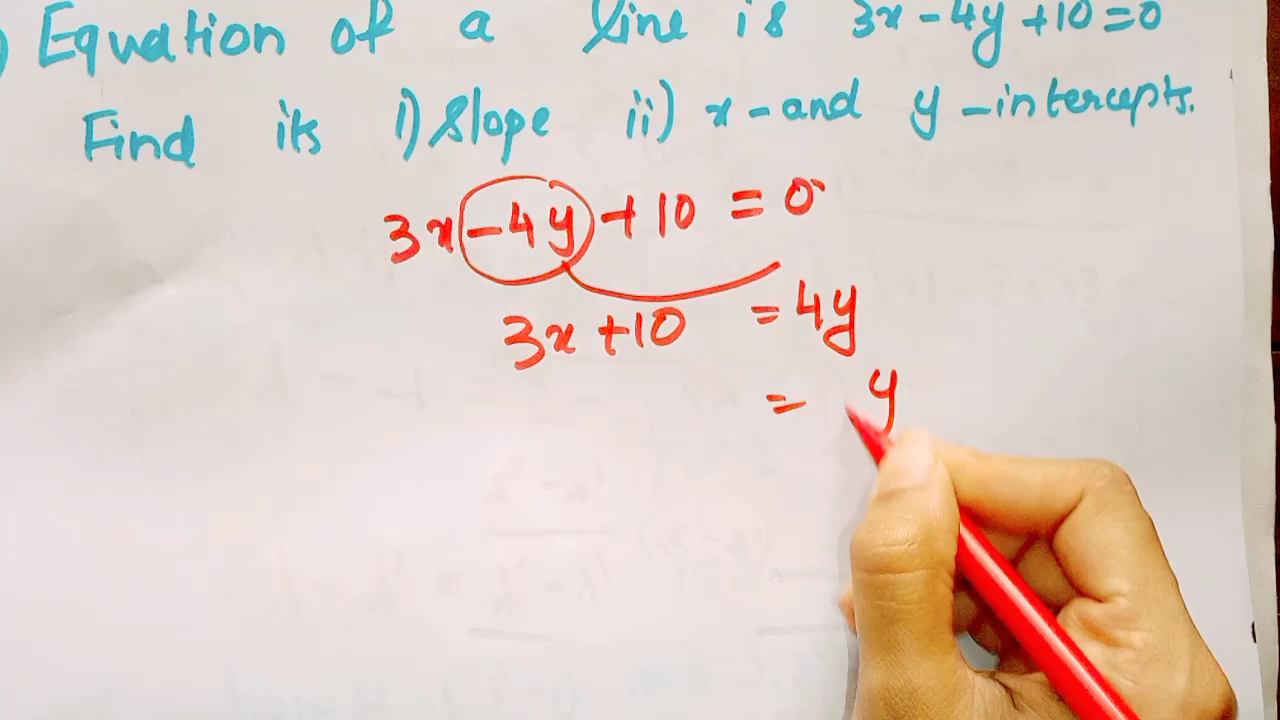 ) Equation of a line is 3x-4y+10=0
Find its i) Slope ii) x-and y-intercepts.
3x-4y+10=0
3x+10 =4y
= y